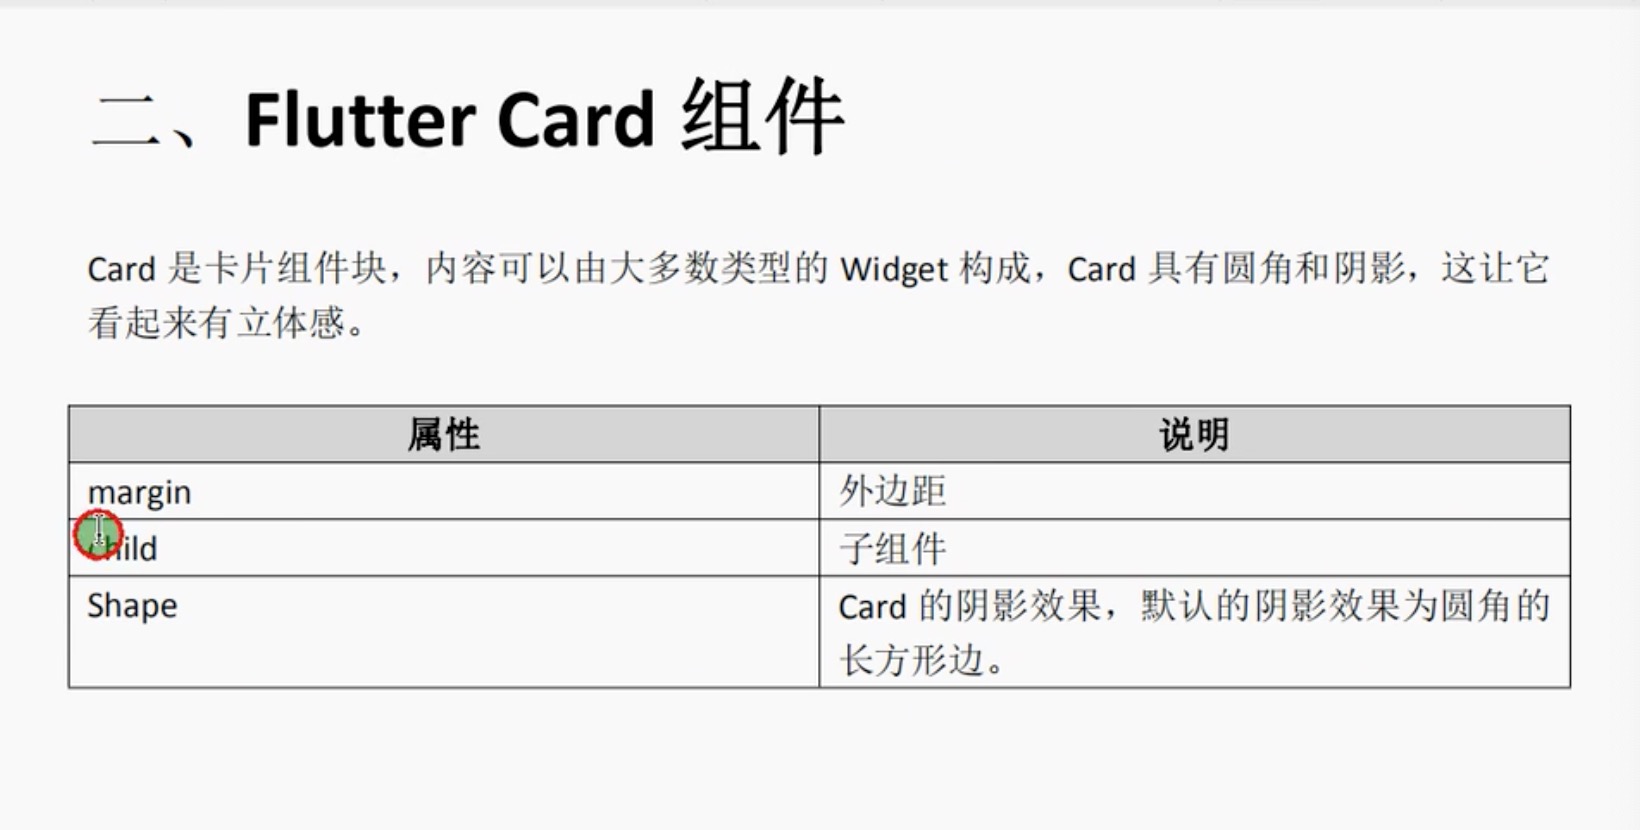 二、Flutter Card 组件
Card 是卡片组件块，内容可以由大多数类型的 Widget 构成，Card 具有圆角和阴影，这让它
看起来有立体感。
属性 说明
margin 外边距
child 子组件
Shape Card 的阴影效果，默认的阴影效果为圆角的
长方形边。